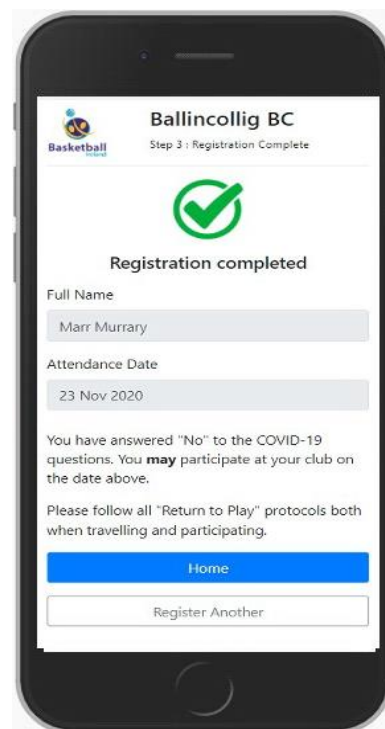 Ballincollig BC
Basketball
Ireland
Step 3 : Registration Complete
Registration completed
Full Name
Marr Murrary
Attendance Date
23 Nov 2020
You have answered "No" to the COVID-19
questions. You may participate at your club on
the date above.
Please follow all "Return to Play" protocols both
when travelling and participating.
Home
Register Another